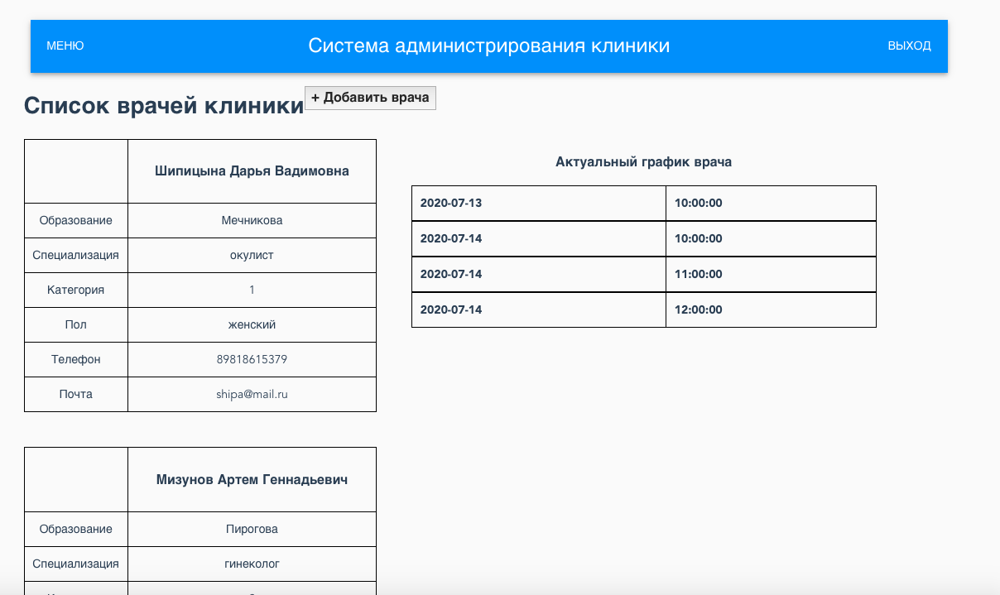 МЕНЮ
Система администрирования клиники
ВЫХОД
Список врачей клиники
+ Добавить врача
Шипицына Дарья Вадимовна
Образование Мечникова
Специализация окулист
Категория 1
Пол женский
Телефон 89818615379
Почта shipa@mail.ru
Актуальный график врача
2020-07-13 10:00:00
2020-07-14 10:00:00
2020-07-14 11:00:00
2020-07-14 12:00:00
Мизунов Артем Геннадьевич
Образование Пирогова
Специализация гинеколог